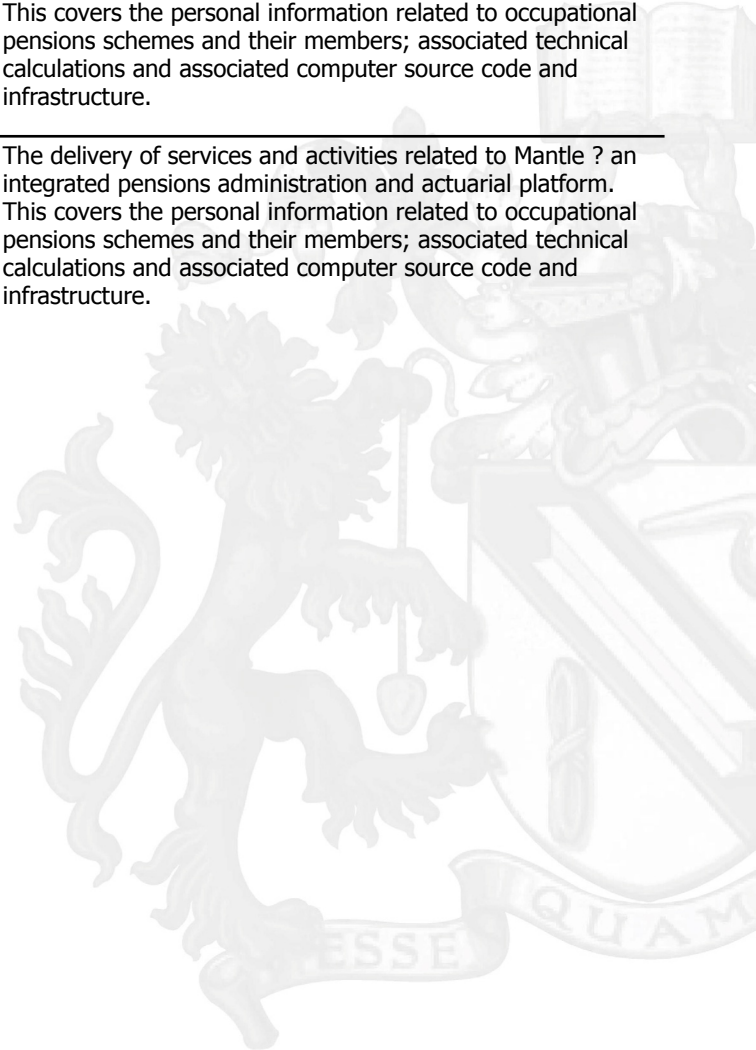 This covers the personal information related to occupational
pensions schemes and their members; associated technical
calculations and associated computer source code and
infrastructure.
The delivery of services and activities related to Mantle ? an
integrated pensions administration and actuarial platform.
This covers the personal information related to occupational
pensions schemes and their members; associated technical
calculations and associated computer source code and
infrastructure.
ESSE
QUAM